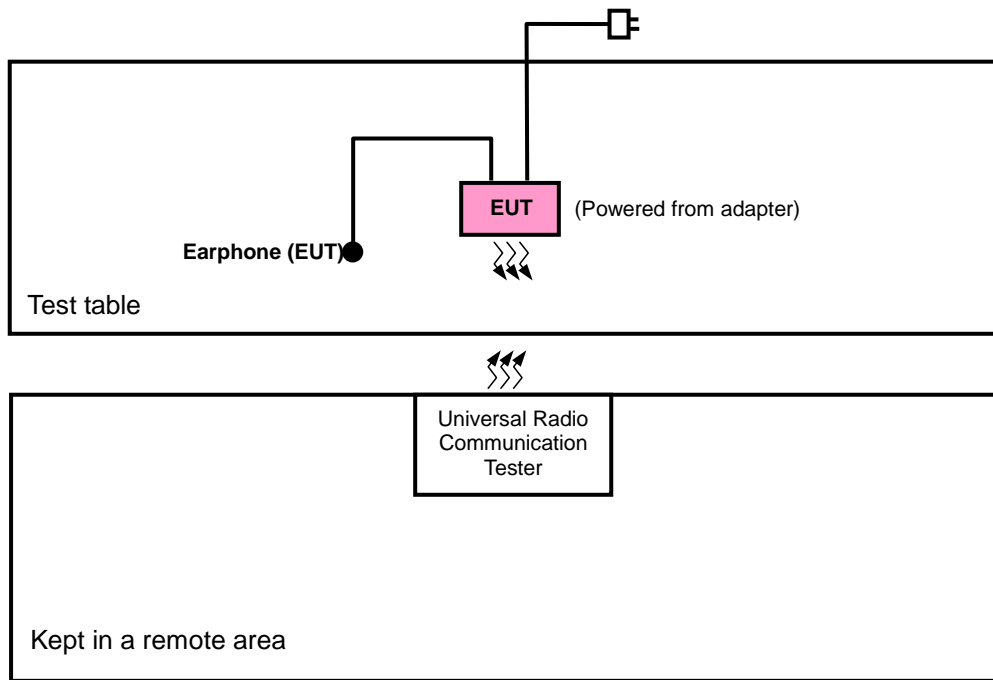 EUT
(Powered from adapter)
Earphone (EUT)
Test table
Universal Radio
Communication
Tester
Kept in a remote area